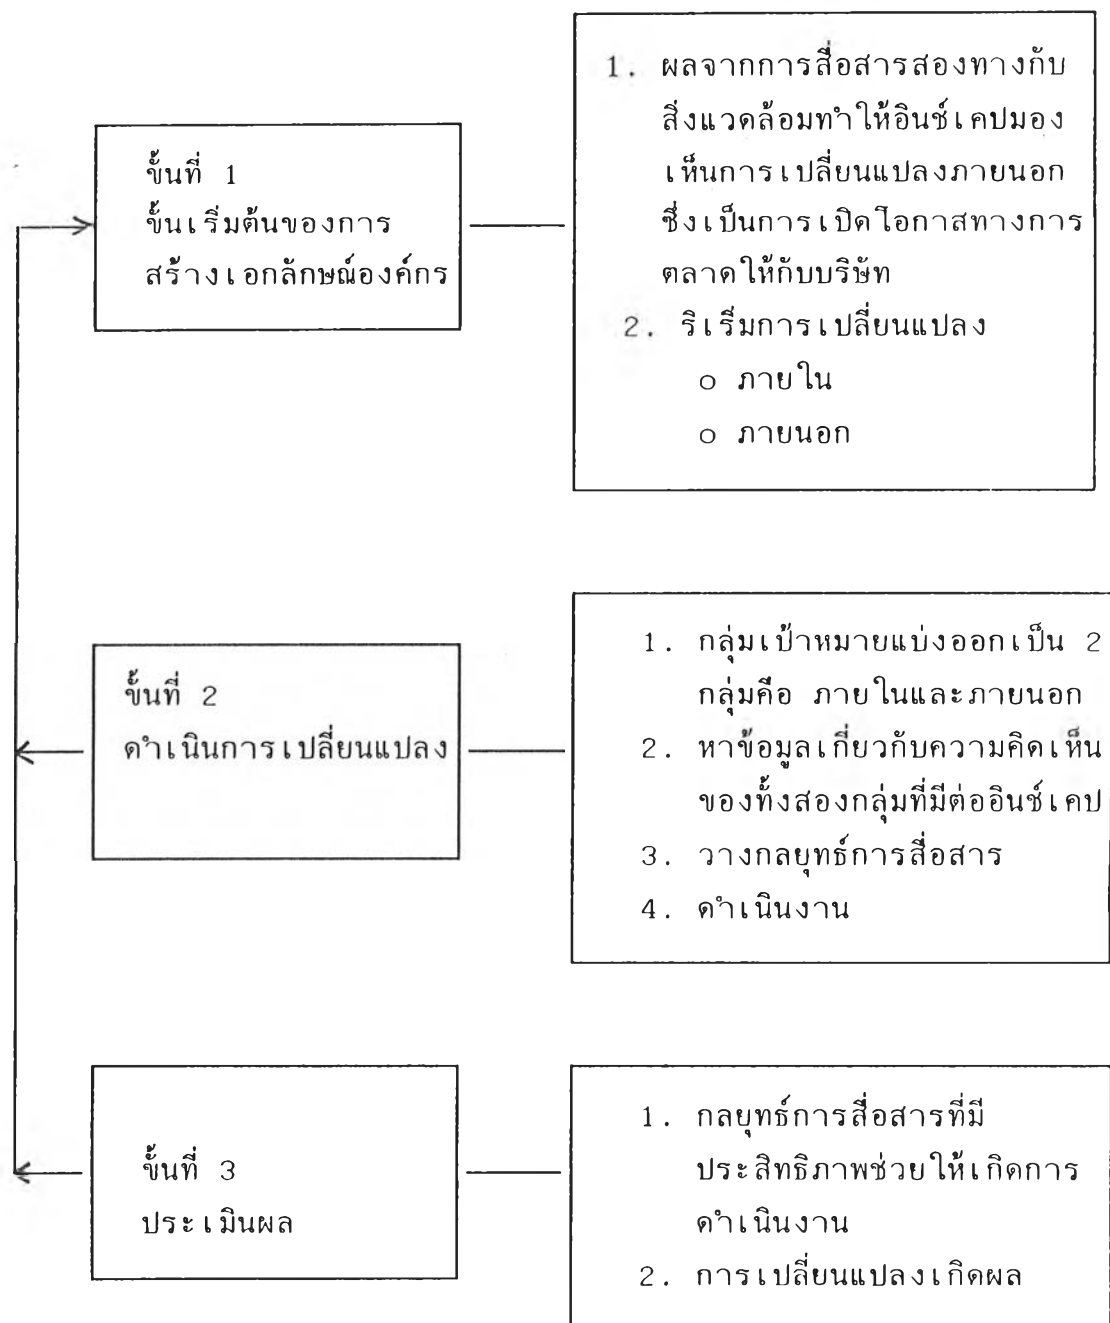 ขั้นที่ 1
ขั้นเริ่มต้นของการ
สร้างเอกลักษณ์องค์กร
1. ผลจากการสื่อสารสองทางกับ
สิ่งแวดล้อมทำให้อินช์เคปมอง
เห็นการเปลี่ยนแปลงภายนอก
ซึ่งเป็นการเปิดโอกาสทางการ
ตลาดให้กับบริษัท
2. ริเริ่มการเปลี่ยนแปลง
o ภายใน
o ภายนอก
ขั้นที่ 2
ดำเนินการเปลี่ยนแปลง
1. กลุ่มเป้าหมายแบ่งออกเป็น 2
กลุ่มคือ ภายในและภายนอก
2. หาข้อมูลเกี่ยวกับความคิดเห็น
ของทั้งสองกลุ่มที่มีต่ออินช์เคป
3. วางกลยุทธ์การสื่อสาร
4. ดำเนินงาน
ขั้นที่ 3
ประเมินผล
1. กลยุทธ์การสื่อสารที่มี
ประสิทธิภาพช่วยให้เกิดการ
ดำเนินงาน
2. การเปลี่ยนแปลงเกิดผล